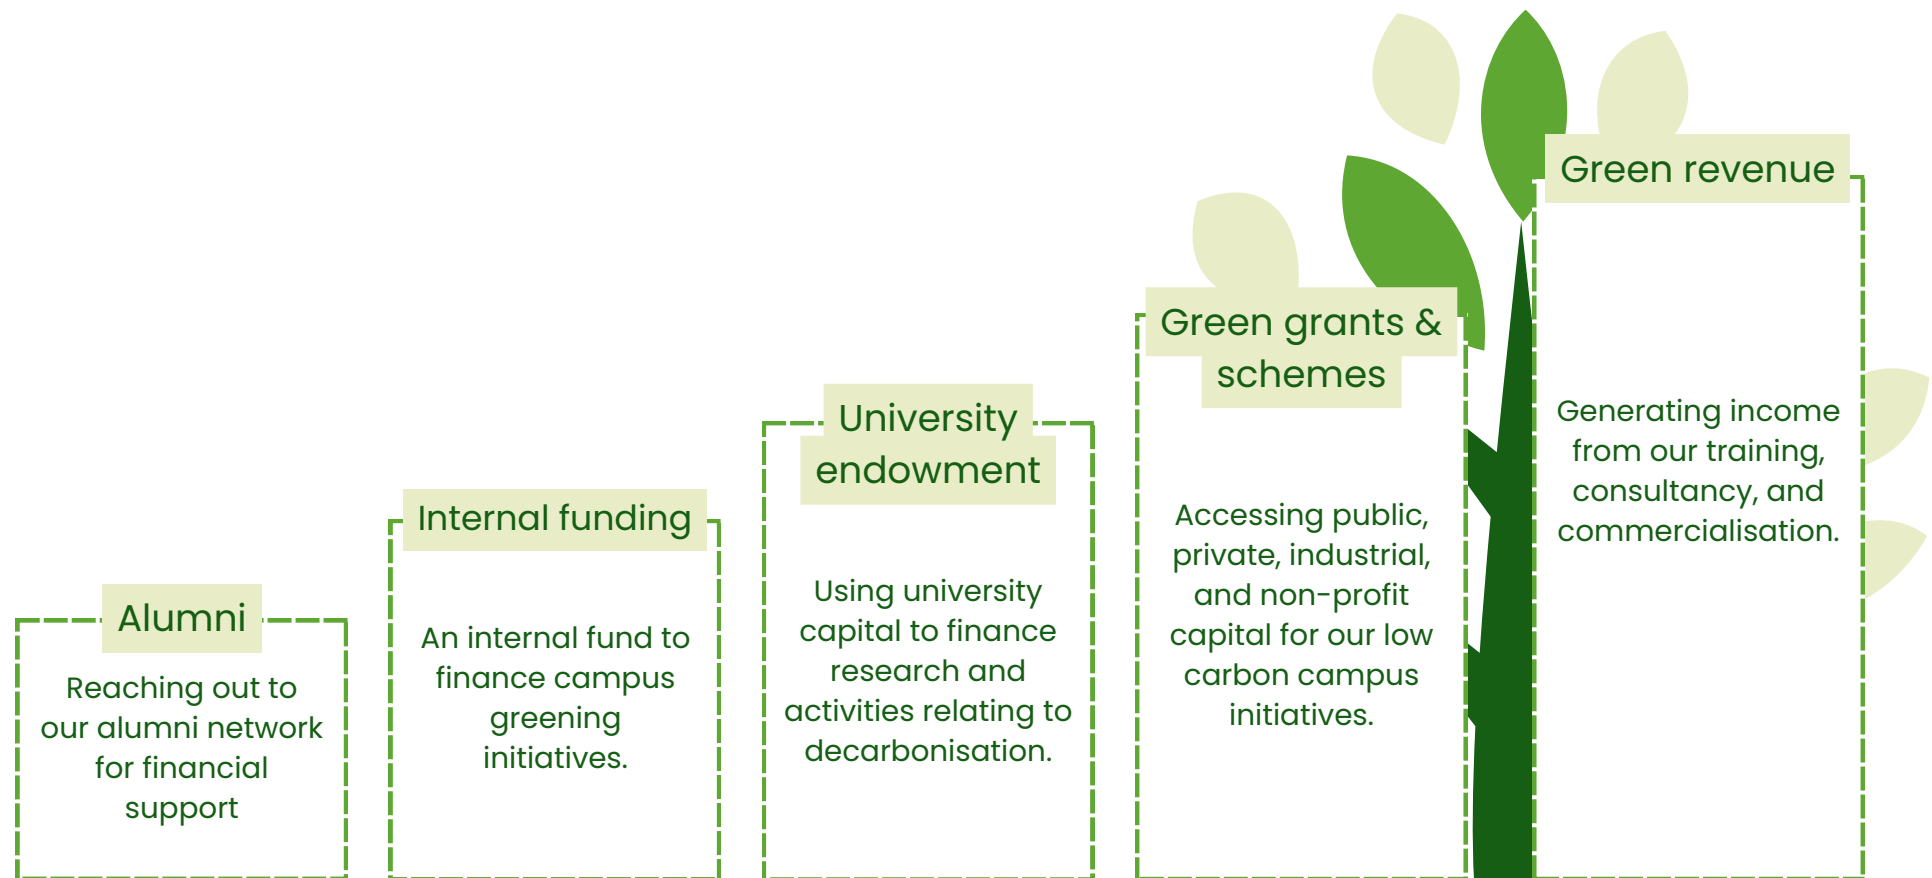 Alumni
Reaching out to
our alumni network
for financial
support
Internal funding
An internal fund to
finance campus
greening
initiatives.
University
endowment
Using university
capital to finance
research and
activities relating to
decarbonisation.
Green grants &
schemes
Accessing public,
private, industrial,
and non-profit
capital for our low
carbon campus
initiatives.
Green revenue
Generating income
from our training,
consultancy, and
commercialisation.